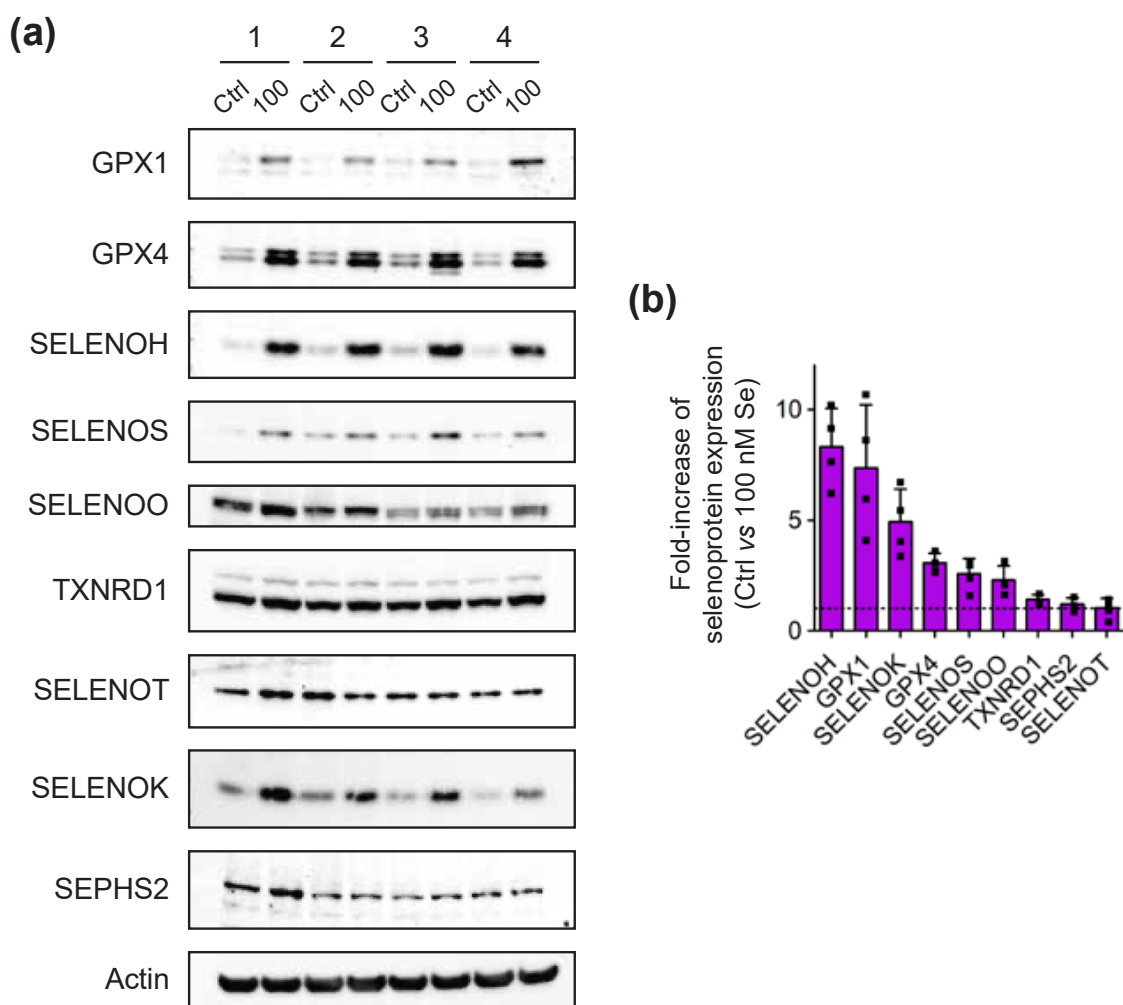 (a)
1 2 3 4
Ctrl 100 Ctrl 100 Ctrl 100 Ctrl 100
GPX1
GPX4
SELENOH
SELENOS
SELENOO
TXNRD1
SELENOT
SELENOK
SEPHS2
Actin
(b)
Fold-increase of
selenoprotein expression
(Ctrl vs 100 nM Se)
10
5
0
SELENOH
GPX1
SELENOK
GPX4
SELENOS
SELENOO
TXNRD1
SEPHS2
SELENOT